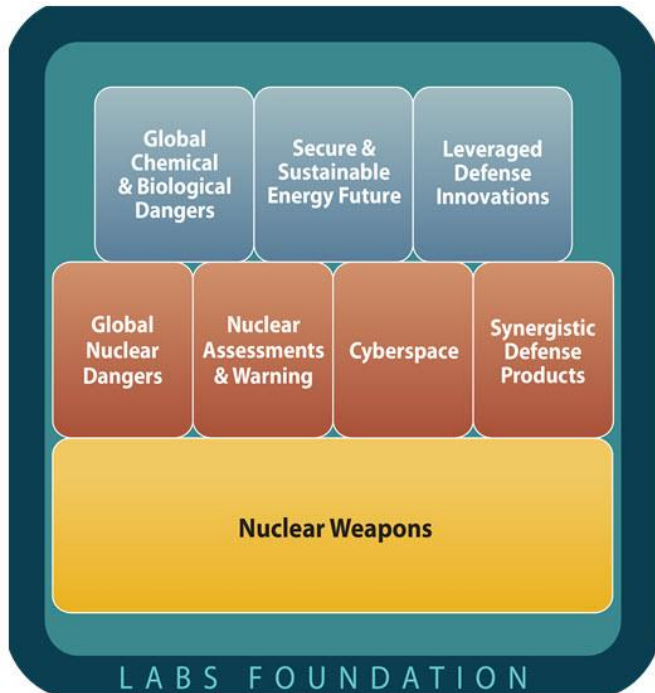 Global
Chemical
& Biological
Dangers
Secure &
Sustainable
Energy Future
Leveraged
Defense
Innovations
Global
Nuclear
Dangers
Nuclear
Assessments
& Warning
Cyberspace
Synergistic
Defense
Products
Nuclear Weapons
LABS FOUNDATION